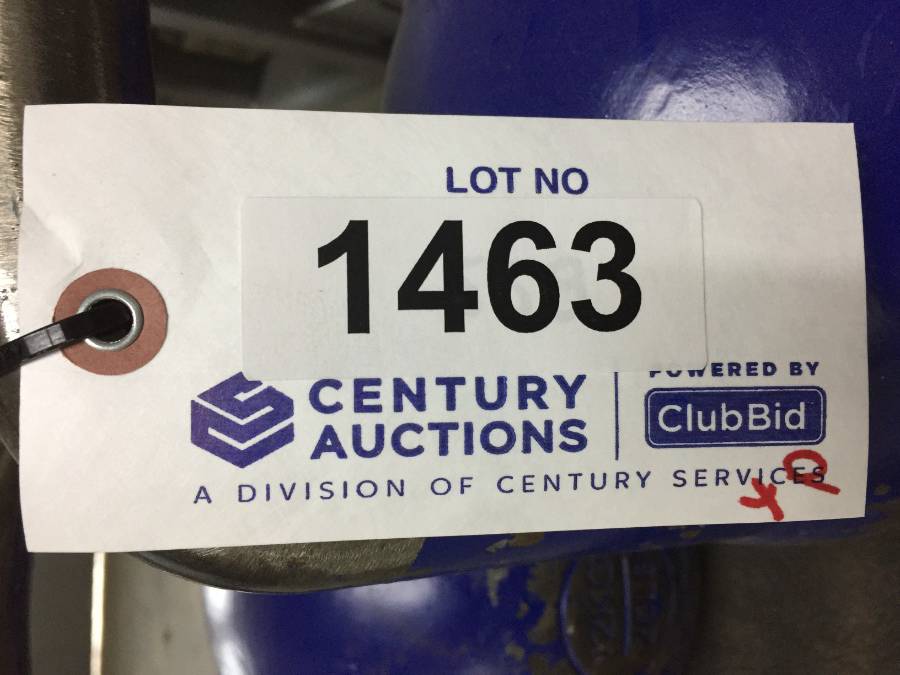 LOT NO
1463
CENTURY
AUCTIONS
POWERED BY
ClubBid
A DIVISION OF CENTURY SERVICES